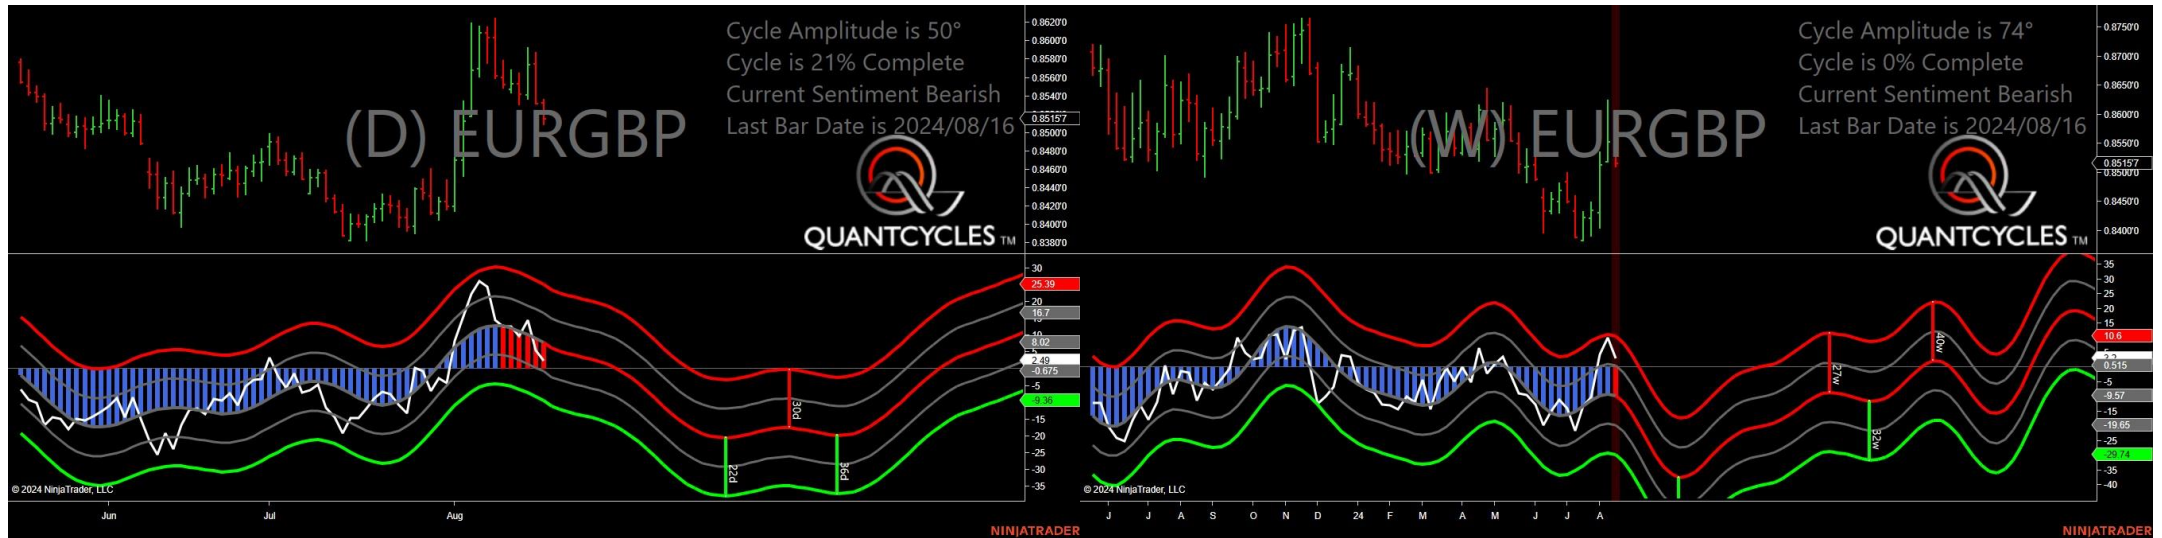 Cycle Amplitude is 50°
Cycle is 21% Complete
Current Sentiment Bearish
Last Bar Date is 2024/08/16
(D) EURGBP
QUANTCYCLES TM
0.8620'0
0.8600'0
0.8580'0
0.8560'0
0.8540'0
0.85157
0.8500'0
0.8480'0
0.8460'0
0.8440'0
0.8420'0
0.8400'0
0.8380'0
30
25.39
20
16.7
10
8.02
2.49
-0.675
-5
-9.36
-15
-20
-25
-30
-35
22d
30d
36d
© 2024 NinjaTrader, LLC
Jun
Jul
Aug
NINJATRADER
Cycle Amplitude is 74°
Cycle is 0% Complete
Current Sentiment Bearish
Last Bar Date is 2024/08/16
(W) EURGBP
QUANTCYCLES TM
0.8750'0
0.8700'0
0.8650'0
0.8600'0
0.8550'0
0.85157
0.8500'0
0.8450'0
0.8400'0
35
30
25
20
15
10.6
0.515
-5
-9.57
-15
-19.65
-25
-29.74
-35
-40
27w
32w
40w
© 2024 NinjaTrader, LLC
J J A S O N D 24 F M A M J J A
NINJATRADER